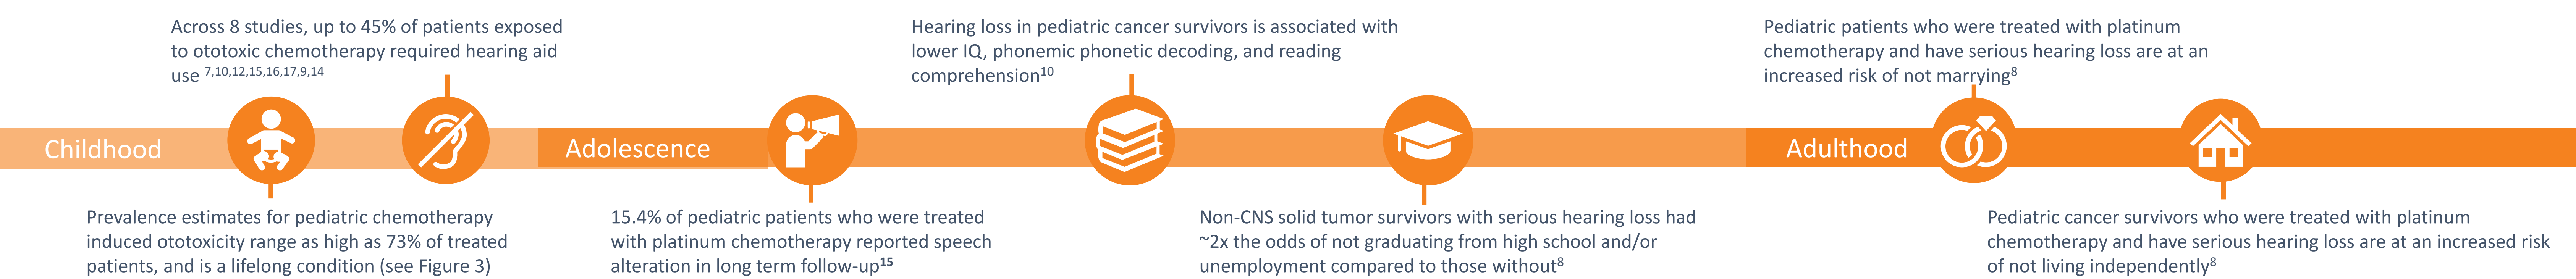 Across 8 studies, up to 45% of patients exposed
to ototoxic chemotherapy required hearing aid
use 7,10,12,15,16,17,9,14
Hearing loss in pediatric cancer survivors is associated with
lower IQ, phonemic phonetic decoding, and reading
comprehension10
Pediatric patients who were treated with platinum
chemotherapy and have serious hearing loss are at an
increased risk of not marrying8
Childhood
Adolescence
Adulthood
Prevalence estimates for pediatric chemotherapy
induced ototoxicity range as high as 73% of treated
patients, and is a lifelong condition (see Figure 3)
15.4% of pediatric patients who were treated
with platinum chemotherapy reported speech
alteration in long term follow-up15
Non-CNS solid tumor survivors with serious hearing loss had
~2x the odds of not graduating from high school and/or
unemployment compared to those without8
Pediatric cancer survivors who were treated with platinum
chemotherapy and have serious hearing loss are at an increased risk
of not living independently8